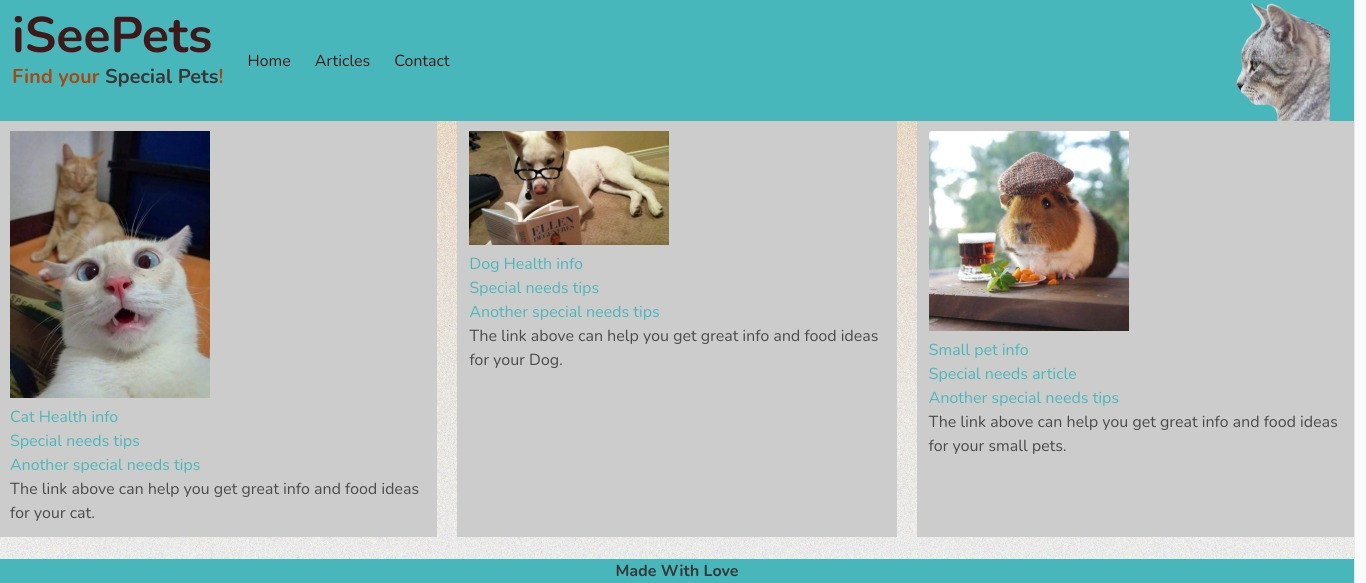 iSeePets
Find your Special Pets!
Home Articles Contact
Cat Health info
Special needs tips
Another special needs tips
The link above can help you get great info and food ideas
for your cat.
ELLEN
DEGENERES
Dog Health info
Special needs tips
Another special needs tips
The link above can help you get great info and food ideas
for your Dog.
Small pet info
Special needs article
Another special needs tips
The link above can help you get great info and food ideas
for your small pets.
Made With Love